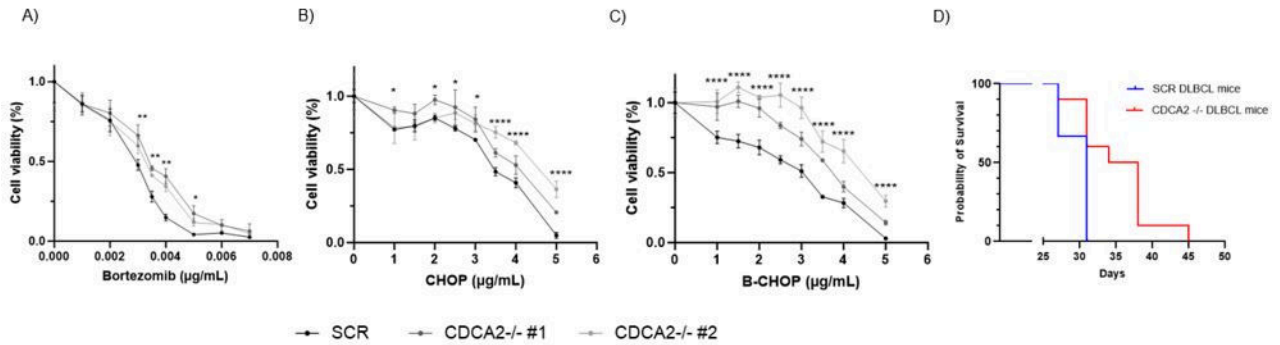 A)
B)
C)
D)
**
**
**
*
Cell viability (%)
1.0
0.5
0.0
0.000 0.002 0.004 0.006 0.008
Bortezomib (µg/mL)
* * * * **** **** ****
Cell viability (%)
1.0
0.5
0.0
0 1 2 3 4 5 6
CHOP (µg/mL)
**** **** **** **** **** **** **** ****
Cell viability (%)
1.0
0.5
0.0
0 1 2 3 4 5 6
B-CHOP (µg/mL)
Probability of Survival
100
50
0
25 30 35 40 45 50
Days
SCR DLBCL mice
CDCA2 -/- DLBCL mice
SCR CDCA2-/- #1 CDCA2-/- #2